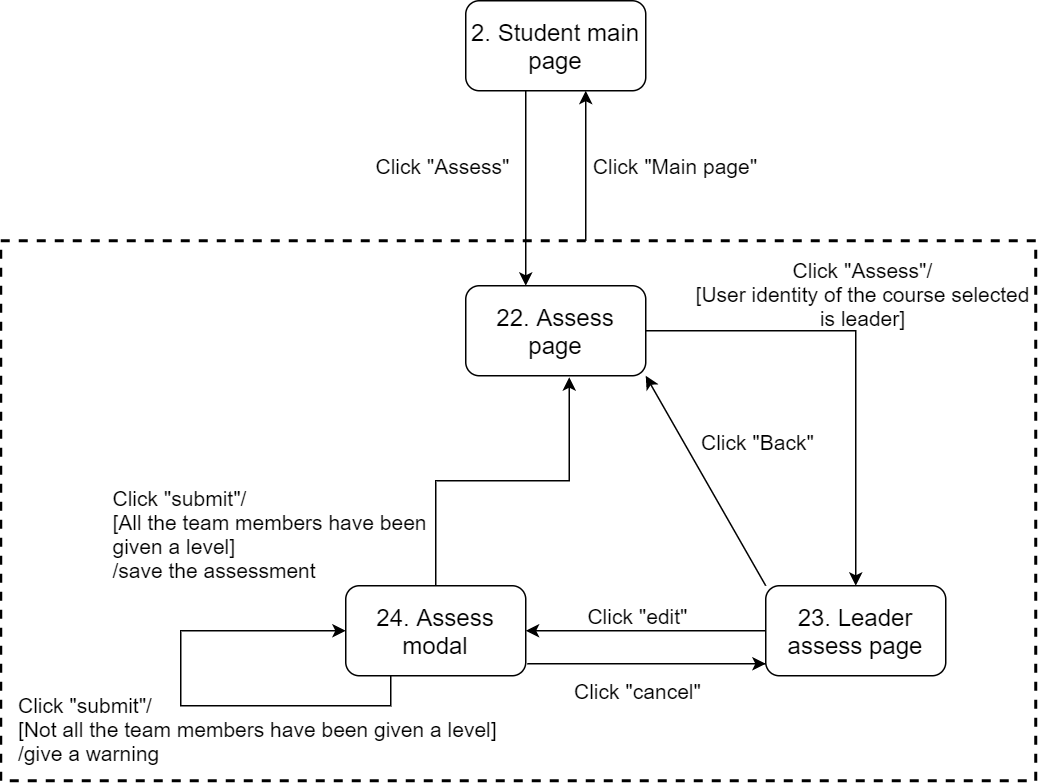 2. Student main
page
Click "Assess"
Click "Main page"
Click "Assess"/
[User identity of the course selected
is leader]
22. Assess
page
Click "Back"
Click "submit"/
[All the team members have been
given a level]
/save the assessment
24. Assess
modal
Click "edit"
23. Leader
assess page
Click "cancel"
Click "submit"/
[Not all the team members have been given a level]
/give a warning